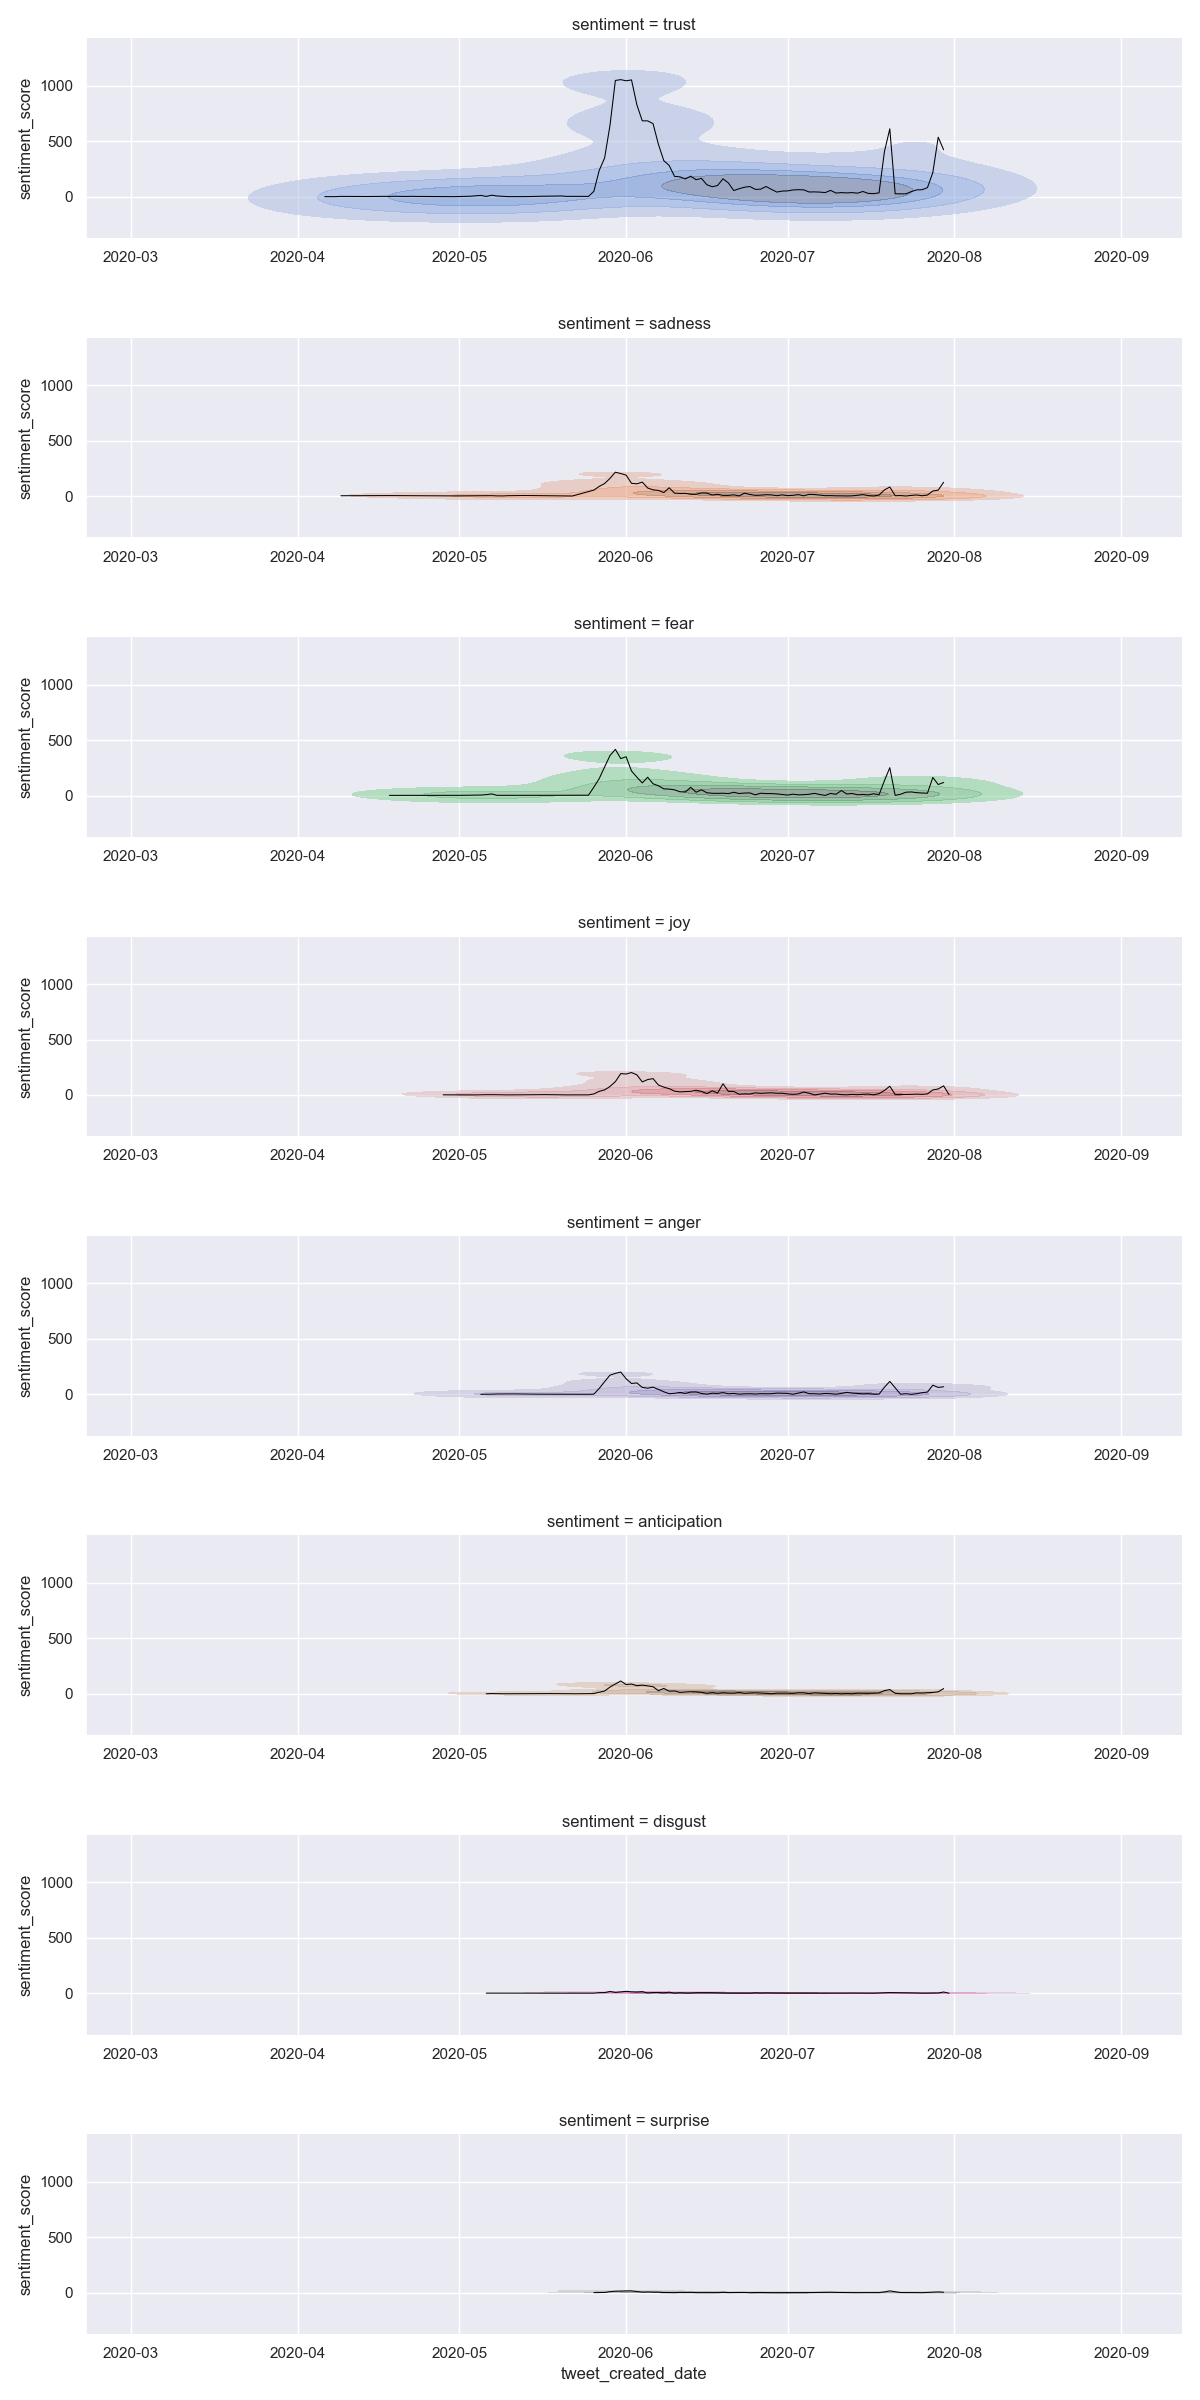 sentiment = trust
sentiment_score
1000
500
0
2020-03 2020-04 2020-05 2020-06 2020-07 2020-08 2020-09
sentiment = sadness
sentiment_score
1000
500
0
2020-03 2020-04 2020-05 2020-06 2020-07 2020-08 2020-09
sentiment = fear
sentiment_score
1000
500
0
2020-03 2020-04 2020-05 2020-06 2020-07 2020-08 2020-09
sentiment = joy
sentiment_score
1000
500
0
2020-03 2020-04 2020-05 2020-06 2020-07 2020-08 2020-09
sentiment = anger
sentiment_score
1000
500
0
2020-03 2020-04 2020-05 2020-06 2020-07 2020-08 2020-09
sentiment = anticipation
sentiment_score
1000
500
0
2020-03 2020-04 2020-05 2020-06 2020-07 2020-08 2020-09
sentiment = disgust
sentiment_score
1000
500
0
2020-03 2020-04 2020-05 2020-06 2020-07 2020-08 2020-09
sentiment = surprise
sentiment_score
1000
500
0
2020-03 2020-04 2020-05 2020-06 2020-07 2020-08 2020-09
tweet_created_date